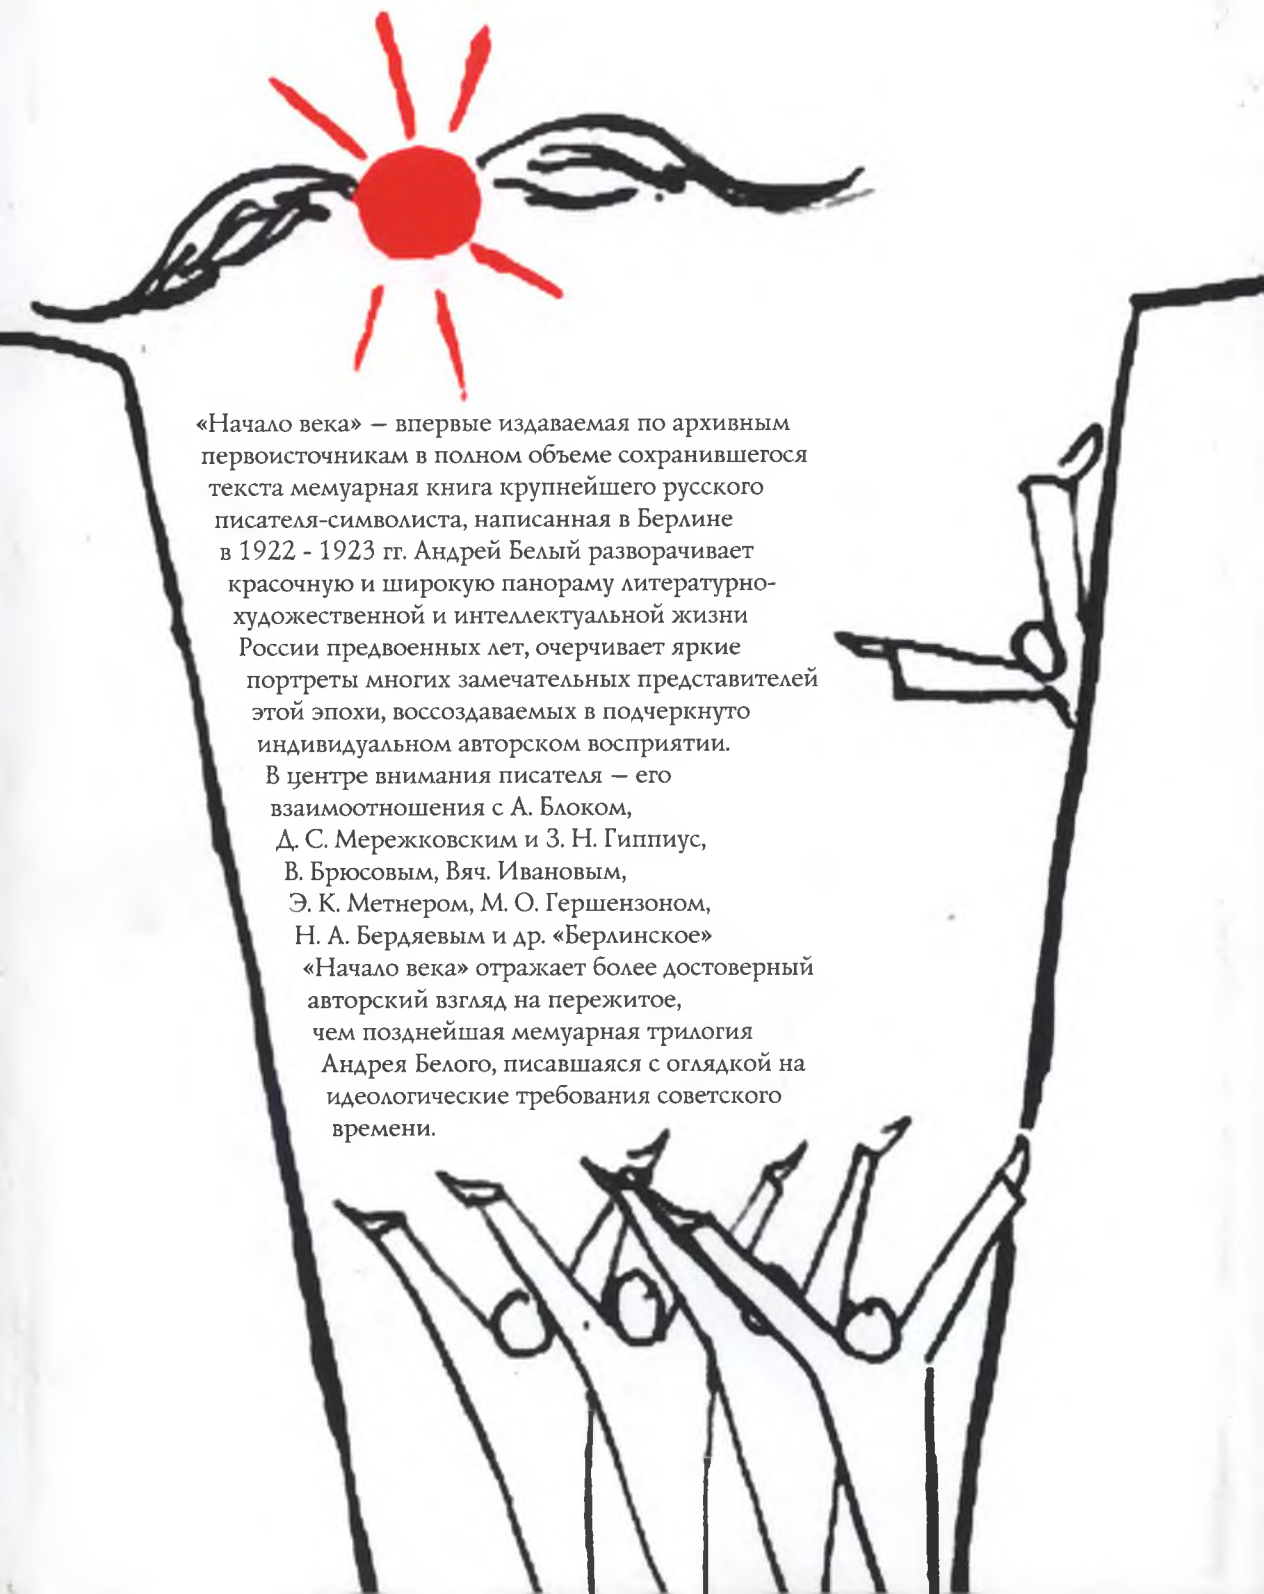 «Начало века» – впервые издаваемая по архивным
первоисточникам в полном объеме сохранившегося
текста мемуарная книга крупнейшего русского
писателя-символиста, написанная в Берлине
в 1922 - 1923 гг. Андрей Белый разворачивает
красочную и широкую панораму литературно-
художественной и интеллектуальной жизни
России предвоенных лет, очерчивает яркие
портреты многих замечательных представителей
этой эпохи, воссоздаваемых в подчеркнуто
индивидуальном авторском восприятии.
В центре внимания писателя – его
взаимоотношения с А. Блоком,
Д. С. Мережковским и З. Н. Гиппиус,
В. Брюсовым, Вяч. Ивановым,
Э. К. Метнером, М. О. Гершензоном,
Н. А. Бердяевым и др. «Берлинское»
«Начало века» отражает более достоверный
авторский взгляд на пережитое,
чем позднейшая мемуарная трилогия
Андрея Белого, писавшаяся с оглядкой на
идеологические требования советского
времени.